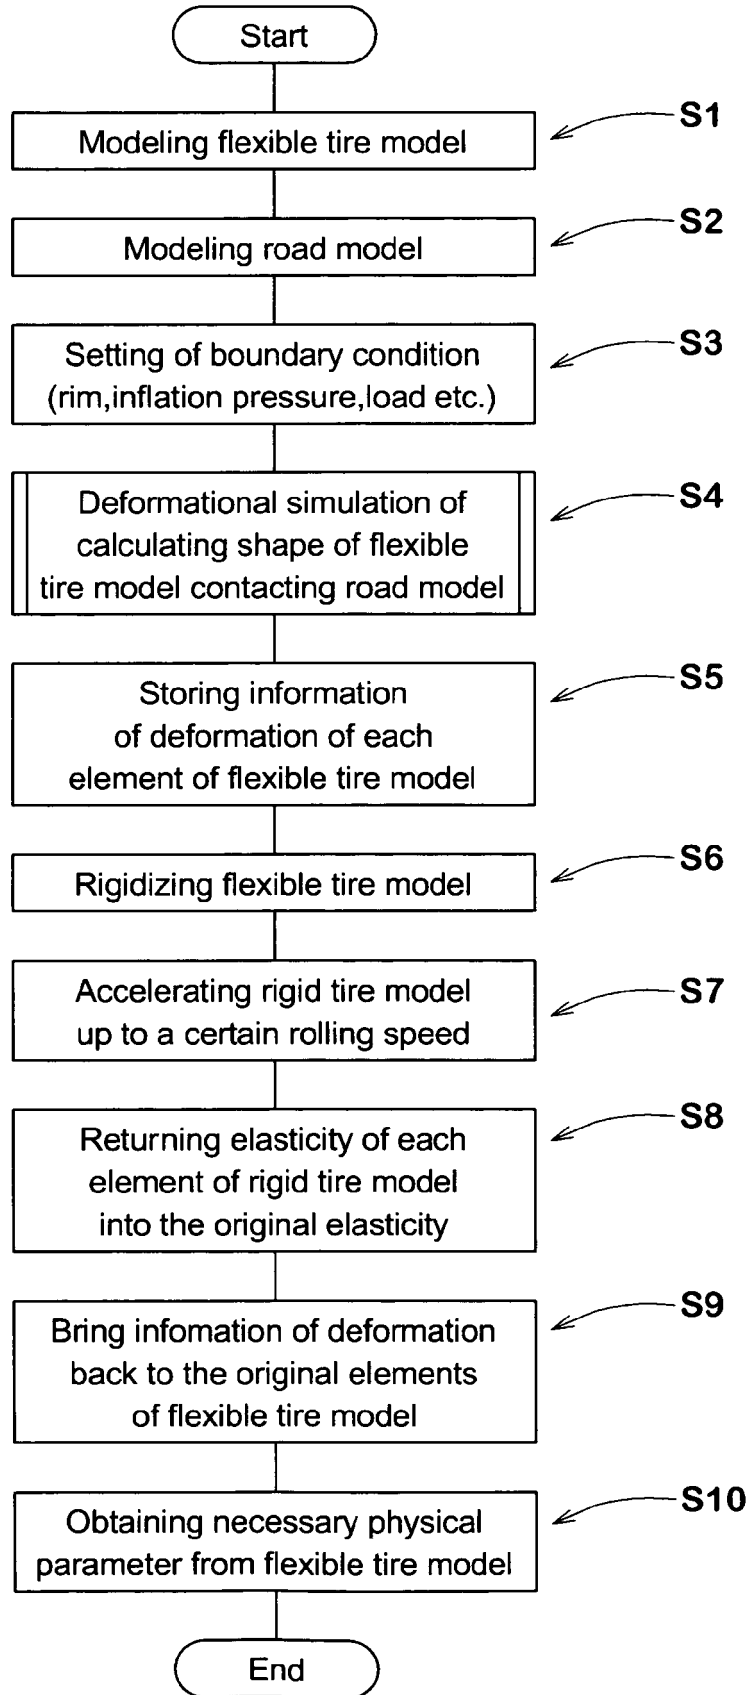 Start
Modeling flexible tire model
S1
Modeling road model
S2
Setting of boundary condition
(rim,inflation pressure,load etc.)
S3
Deformational simulation of
calculating shape of flexible
tire model contacting road model
S4
Storing information
of deformation of each
element of flexible tire model
S5
Rigidizing flexible tire model
S6
Accelerating rigid tire model
up to a certain rolling speed
S7
Returning elasticity of each
element of rigid tire model
into the original elasticity
S8
Bring infomation of deformation
back to the original elements
of flexible tire model
S9
Obtaining necessary physical
parameter from flexible tire model
S10
End